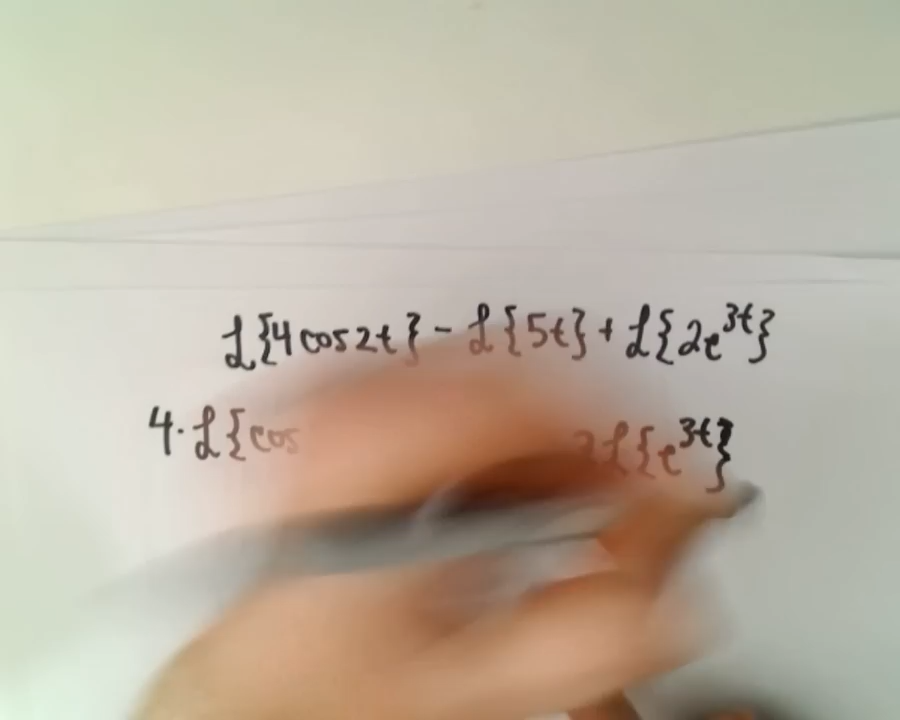 ℒ{4cos2t} - ℒ{5t} + ℒ{2e^{3t}}
4·ℒ{cos 2ℒ{e^{3t}}